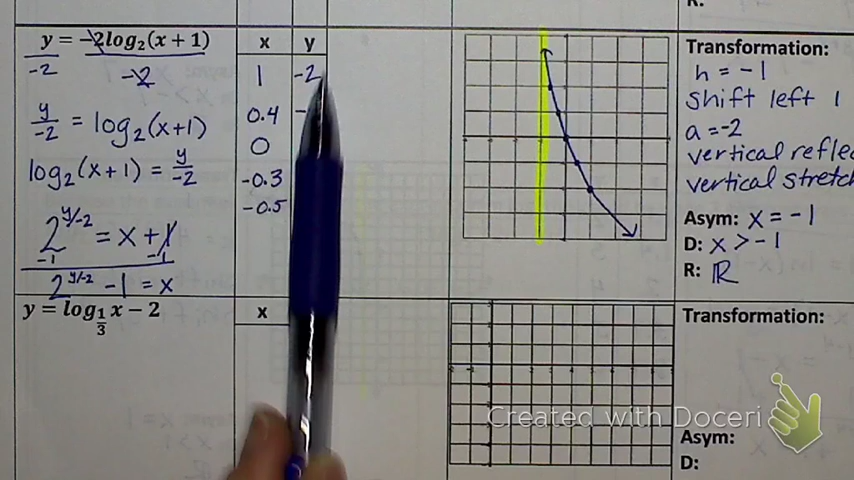 R:
y = -2log₂(x + 1)
-2 -2
y/-2 = log₂(x+1)
log₂(x+1) = y/-2
2^(y/-2) = x + 1
-1 -1
2^(y/-2) - 1 = x
x y
1 -2
0.4 -
0
-0.3
-0.5
Transformation:
h = -1
shift left 1
a = -2
vertical
vertical
Asym: x = -1
D: x > -1
R: ℝ
y = log_(1/3) x - 2
x
Transformation:
Asym:
D:
Created with Doceri